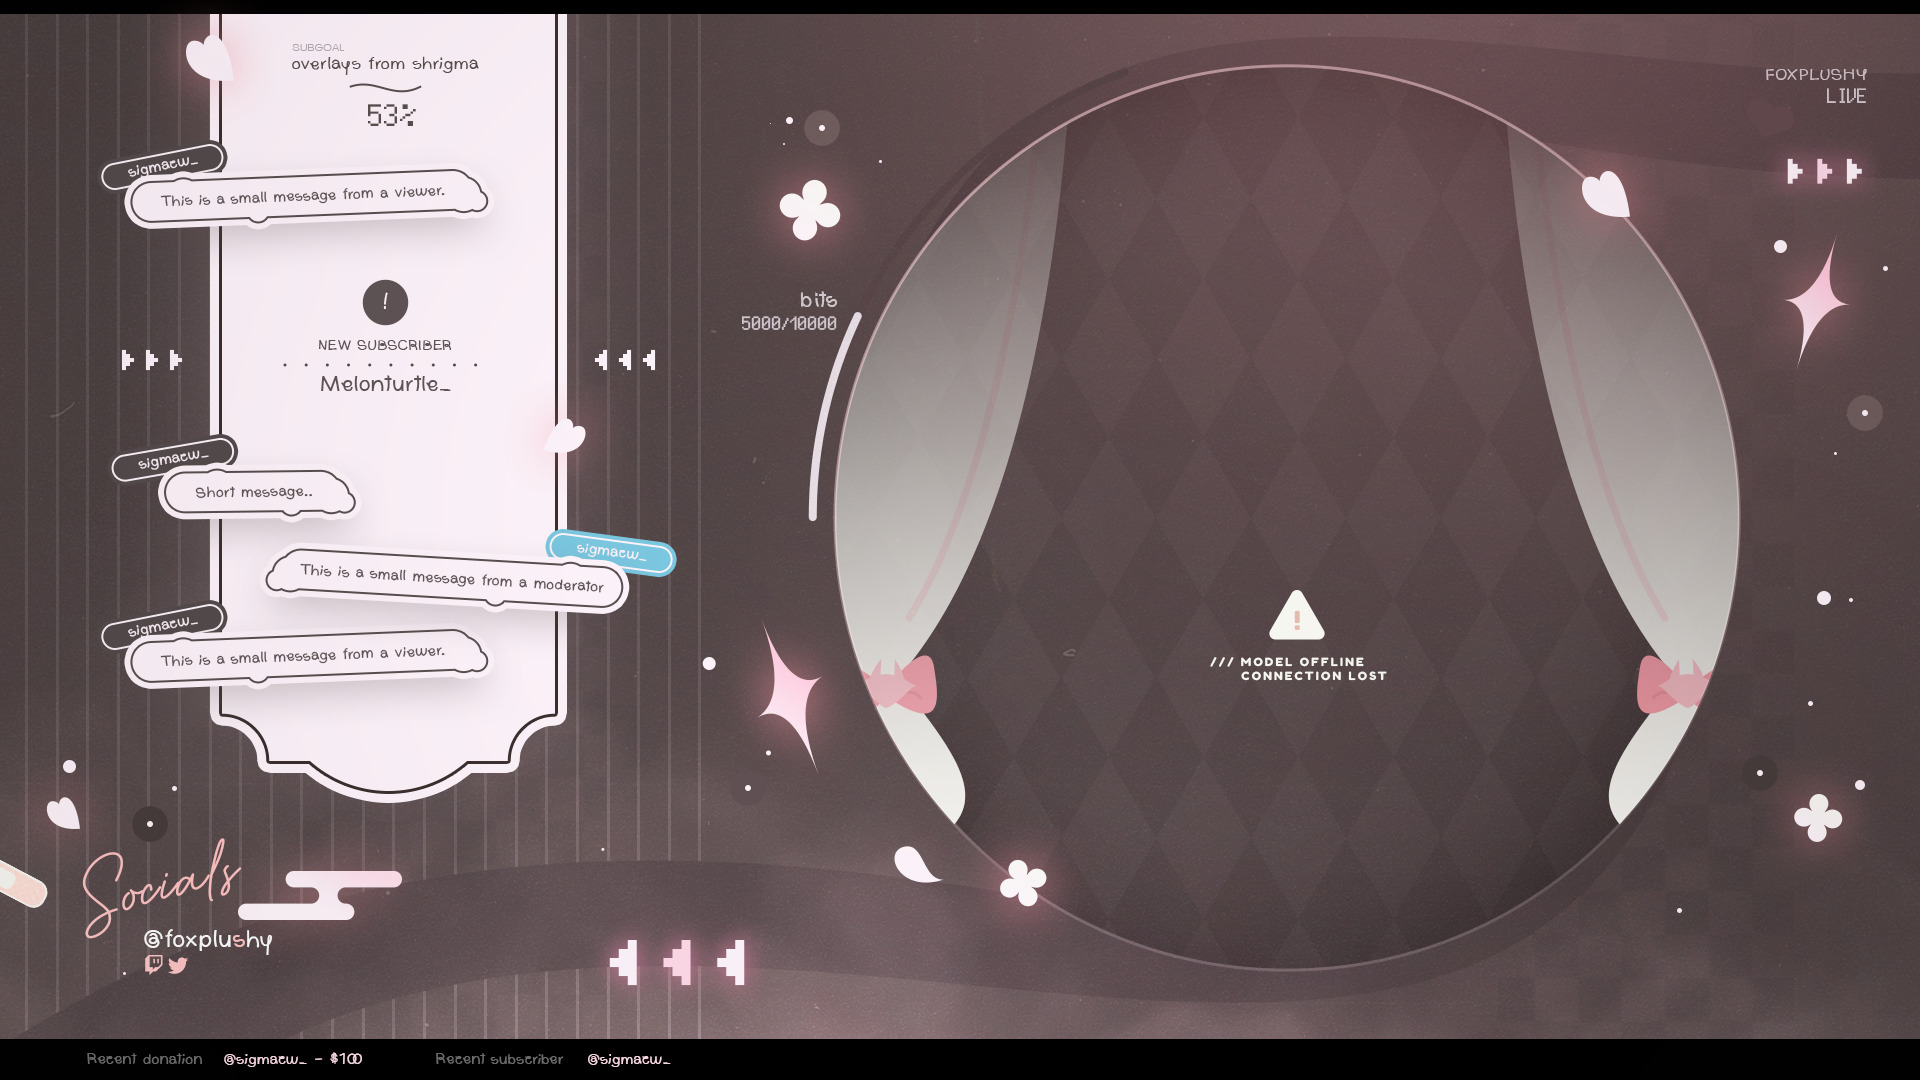 SUBGOAL
overlays from shrigma
53%
sigmaew_
This is a small message from a viewer.
!
NEW SUBSCRIBER
Melonturtle_
sigmaew_
Short message..
sigmaew_
This is a small message from a moderator
sigmaew_
This is a small message from a viewer.
bits
5000/10000
FOXPLUSHY
LIVE
!
/// MODEL OFFLINE
CONNECTION LOST
Socials
@foxplushy
Recent donation @sigmaew_ - $100 Recent subscriber @sigmaew_